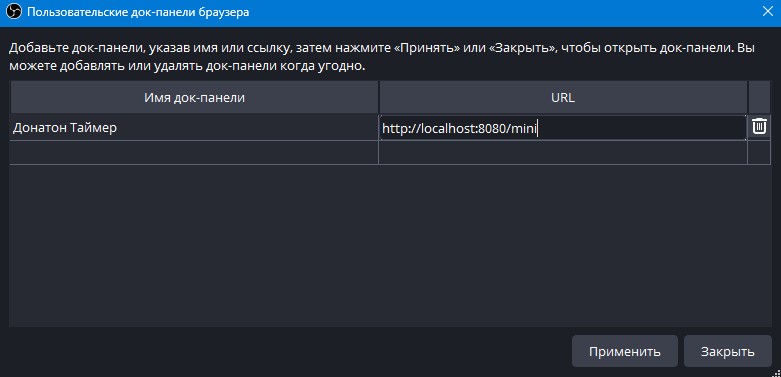 Пользовательские док-панели браузера
Добавьте док-панели, указав имя или ссылку, затем нажмите «Принять» или «Закрыть», чтобы открыть док-панели. Вы
можете добавлять или удалять док-панели когда угодно.
Имя док-панели URL
Донатон Таймер http://localhost:8080/mini
Применить Закрыть